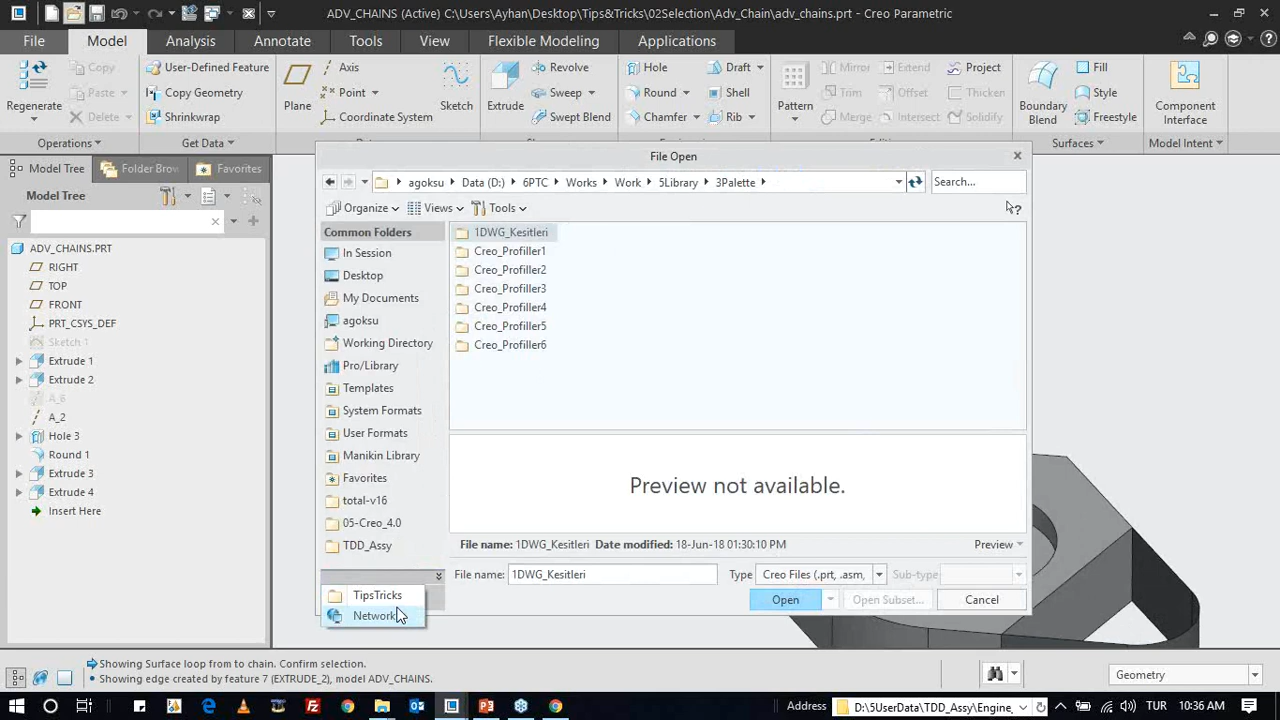 ADV_CHAINS (Active) C:\Users\Ayhan\Desktop\Tips&Tricks\02Selection\Adv_Chain\adv_chains.prt - Creo Parametric
File Model Analysis Annotate Tools View Flexible Modeling Applications
Regenerate
Copy
Paste
Delete
Operations
User-Defined Feature
Copy Geometry
Shrinkwrap
Get Data
Plane
Axis
Point
Coordinate System
Sketch
Extrude
Revolve
Sweep
Swept Blend
Hole
Round
Chamfer
Draft
Shell
Rib
Pattern
Mirror
Trim
Merge
Extend
Offset
Intersect
Project
Thicken
Solidify
Boundary Blend
Fill
Style
Freestyle
Surfaces
Component Interface
Model Intent
Model Tree Folder Brow Favorites
Model Tree
ADV_CHAINS.PRT
RIGHT
TOP
FRONT
PRT_CSYS_DEF
Sketch 1
Extrude 1
Extrude 2
A_6
A_2
Hole 3
Round 1
Extrude 3
Extrude 4
Insert Here
File Open
agoksu Data (D:) 6PTC Works Work 5Library 3Palette
Search...
Organize Views Tools
Common Folders
In Session
Desktop
My Documents
agoksu
Working Directory
Pro/Library
Templates
System Formats
User Formats
Manikin Library
Favorites
total-v16
05-Creo_4.0
TDD_Assy
TipsTricks
Network
1DWG_Kesitleri
Creo_Profiller1
Creo_Profiller2
Creo_Profiller3
Creo_Profiller4
Creo_Profiller5
Creo_Profiller6
Preview not available.
File name: 1DWG_Kesitleri Date modified: 18-Jun-18 01:30:10 PM
Preview
File name: 1DWG_Kesitleri Type Creo Files (.prt, .asm, Sub-type
Open Open Subset... Cancel
Showing Surface loop from to chain. Confirm selection.
Showing edge created by feature 7 (EXTRUDE_2), model ADV_CHAINS.
Geometry
Address D:\5UserData\TDD_Assy\Engine_ TUR 10:36 AM